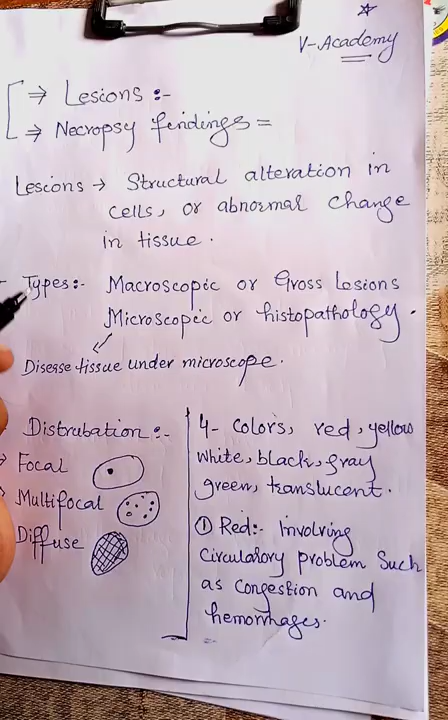 V-Academy
⇒ Lesions :-
⇒ Necropsy findings =
Lesions → Structural alteration in
cells, or abnormal change
in tissue.
Types:- Macroscopic or Gross Lesions
Microscopic or histopathology.
Disease tissue under microscope.
Distrubation :-
Focal
Multifocal
Diffuse
4- Colors, red, yellow
white, black, gray
green, translucent.
① Red:- Involving
Circulatory problem Such
as Congestion and
hemorrhages.